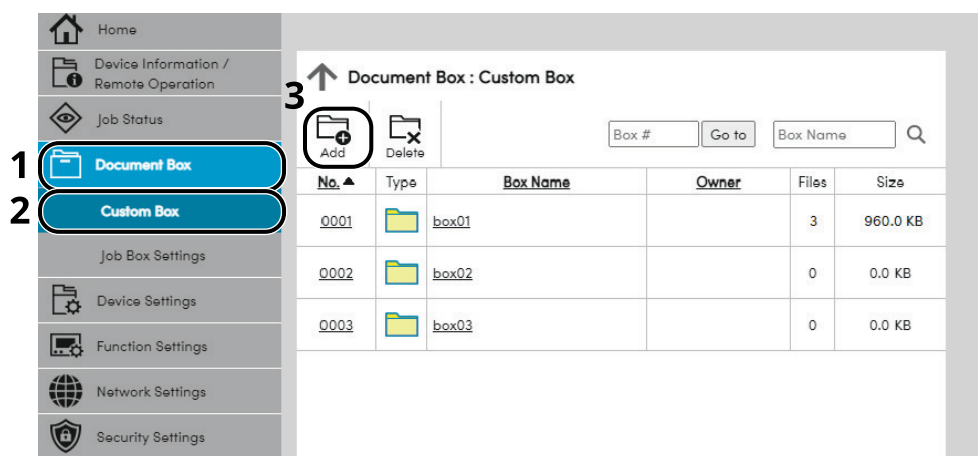 Home
Device Information /
Remote Operation
Job Status
1
Document Box
2
Custom Box
Job Box Settings
Device Settings
Function Settings
Network Settings
Security Settings
Document Box : Custom Box
3
Add
Delete
Box #
Go to
Box Name
No. ▲ Type Box Name Owner Files Size
0001 box01 3 960.0 KB
0002 box02 0 0.0 KB
0003 box03 0 0.0 KB